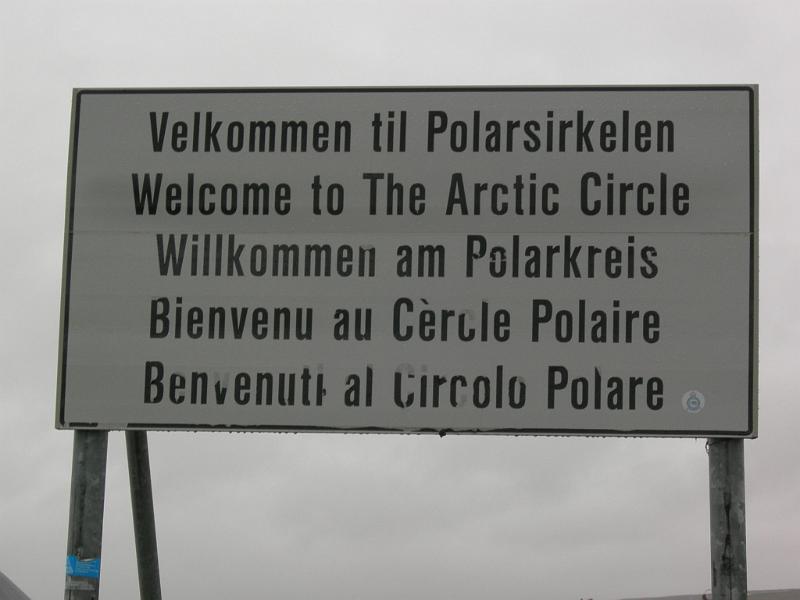 Velkommen til Polarsirkelen
Welcome to The Arctic Circle
Willkommen am Polarkreis
Bienvenu au Cèrcle Polaire
Benvenuti al Circolo Polare